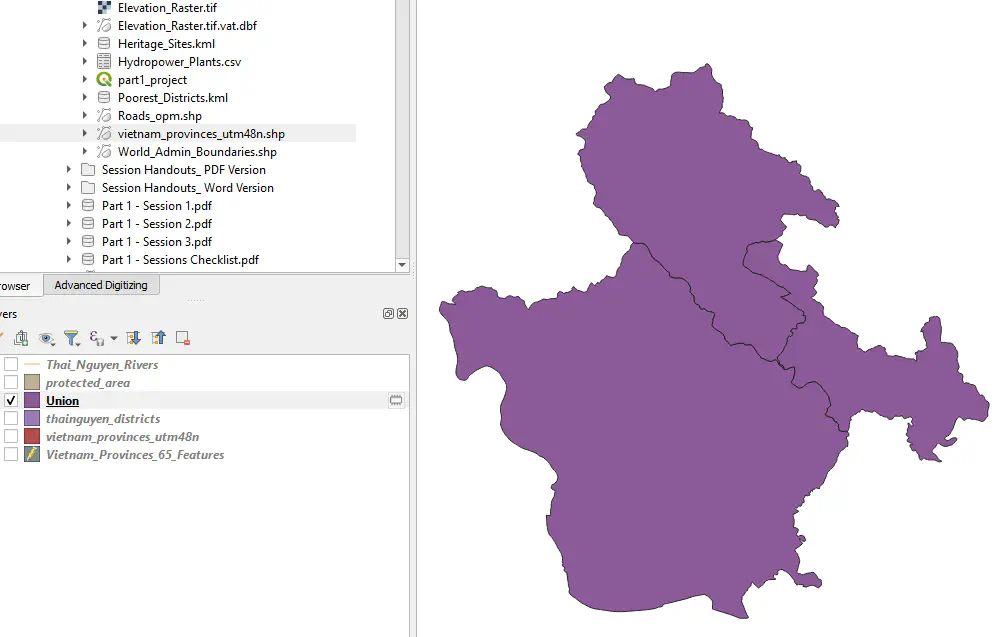 Elevation_Raster.tif
Elevation_Raster.tif.vat.dbf
Heritage_Sites.kml
Hydropower_Plants.csv
part1_project
Poorest_Districts.kml
Roads_opm.shp
vietnam_provinces_utm48n.shp
World_Admin_Boundaries.shp
Session Handouts_ PDF Version
Session Handouts_ Word Version
Part 1 - Session 1.pdf
Part 1 - Session 2.pdf
Part 1 - Session 3.pdf
Part 1 - Sessions Checklist.pdf
rowser Advanced Digitizing
yers
Thai_Nguyen_Rivers
protected_area
Union
thainguyen_districts
vietnam_provinces_utm48n
Vietnam_Provinces_65_Features